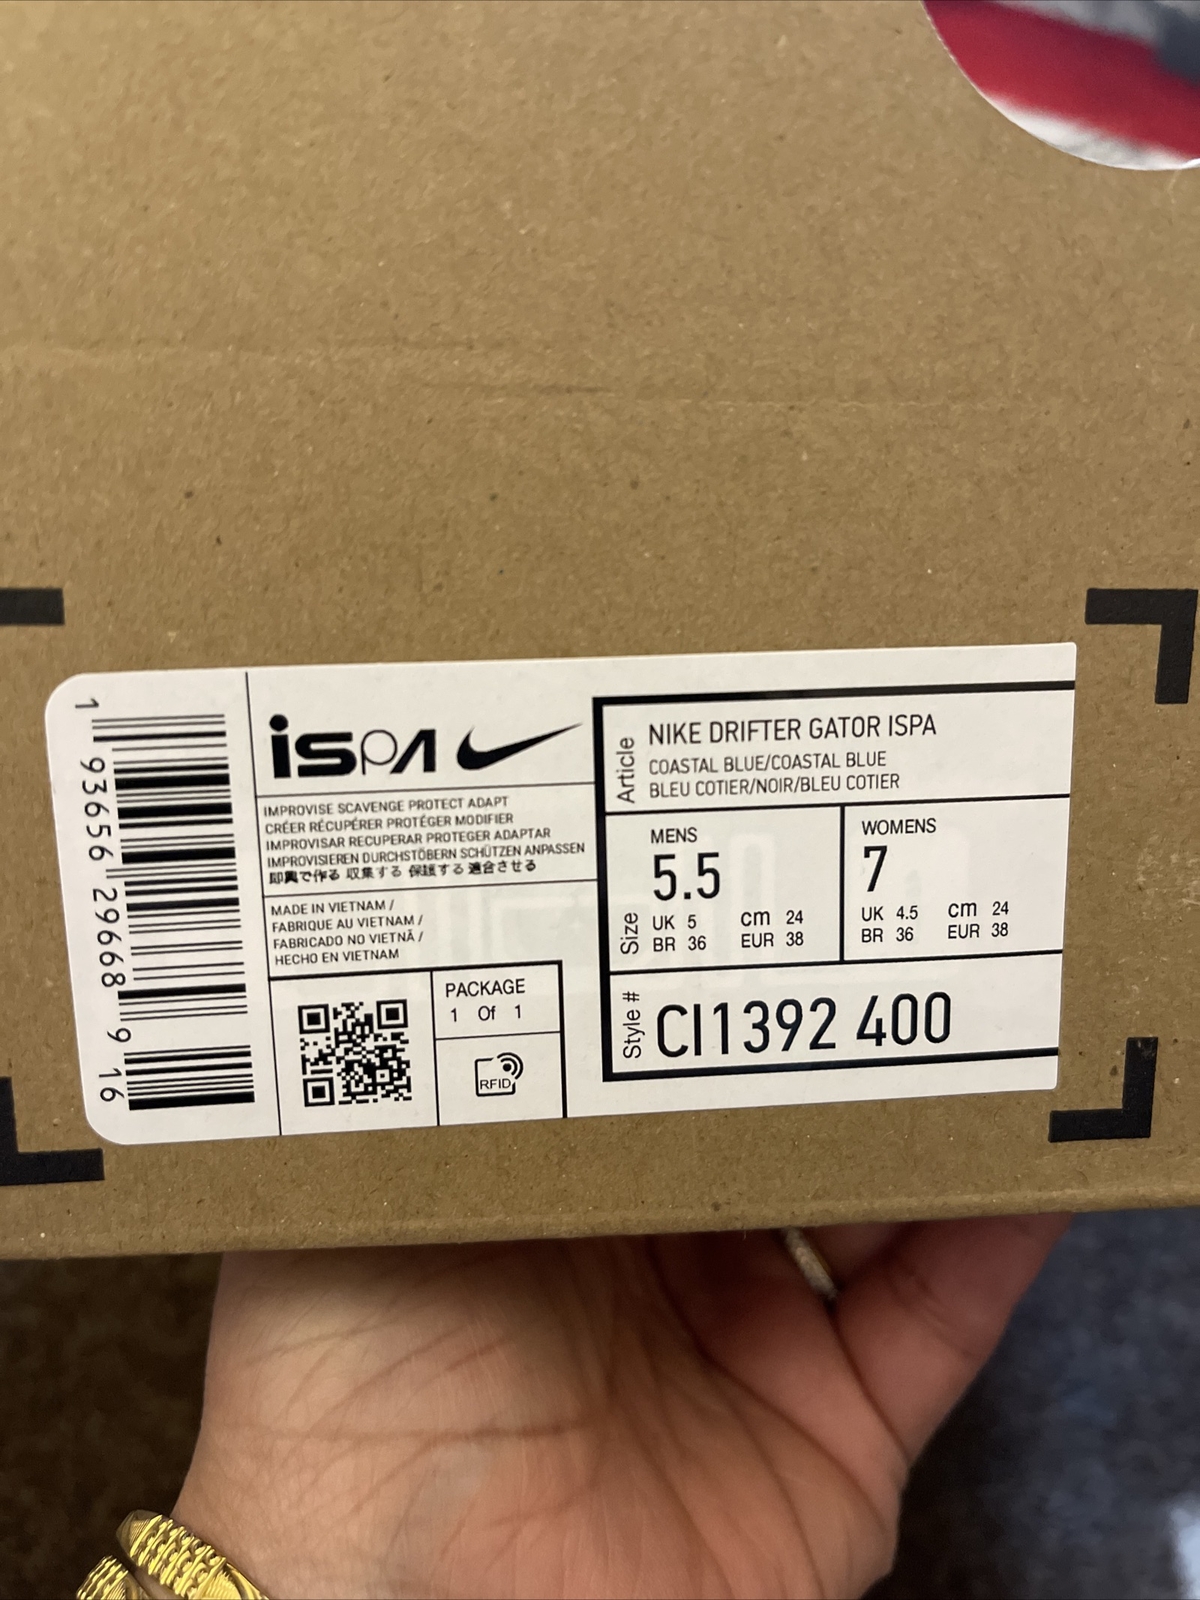 1 93656 29668 9 16
iSPA
IMPROVISE SCAVENGE PROTECT ADAPT
CRÉER RÉCUPÉRER PROTÉGER MODIFIER
IMPROVISAR RECUPERAR PROTEGER ADAPTAR
IMPROVISIEREN DURCHSTÖBERN SCHÜTZEN ANPASSEN
即興で作る 収集する 保護する 適合させる
MADE IN VIETNAM /
FABRIQUE AU VIETNAM /
FABRICADO NO VIETNÃ /
HECHO EN VIETNAM
PACKAGE
1 Of 1
RFID
Article
NIKE DRIFTER GATOR ISPA
COASTAL BLUE/COASTAL BLUE
BLEU COTIER/NOIR/BLEU COTIER
Size
MENS
5.5
UK 5 cm 24
BR 36 EUR 38
WOMENS
7
UK 4.5 cm 24
BR 36 EUR 38
Style #
CI1392 400